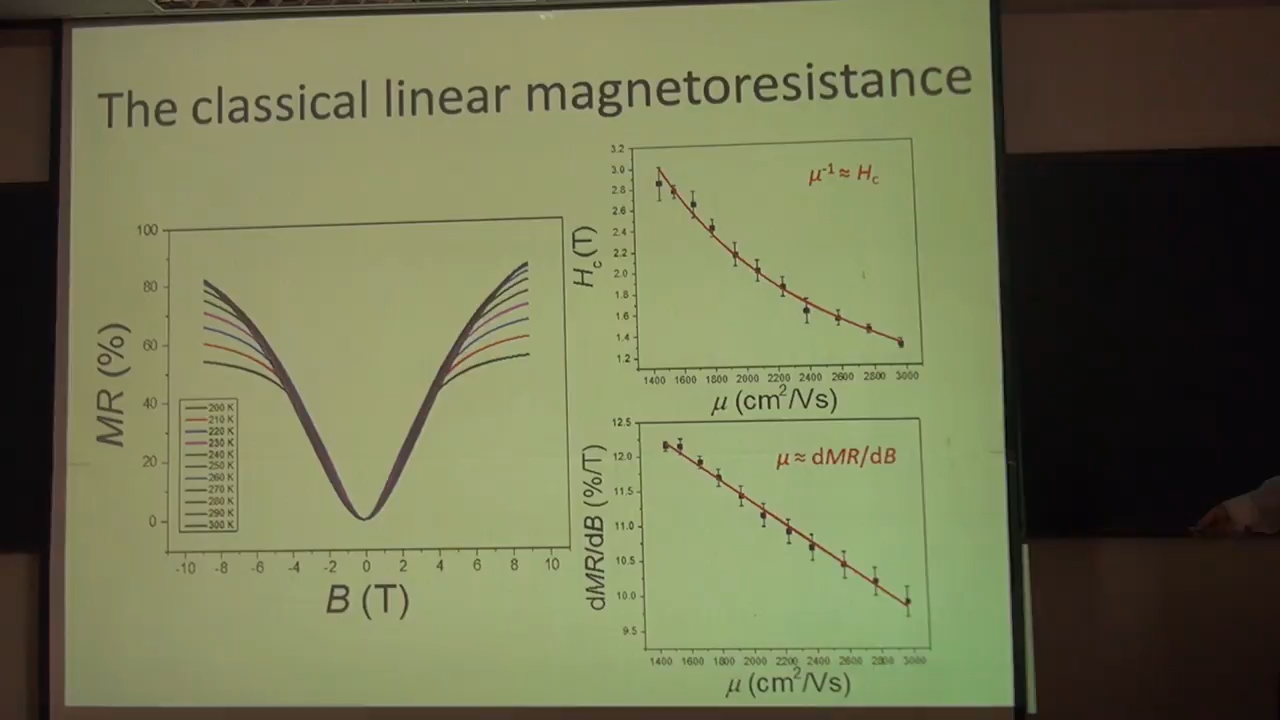 The classical linear magnetoresistance
MR (%)
100
80
60
40
20
0
200 K
210 K
220 K
230 K
240 K
250 K
260 K
270 K
280 K
290 K
300 K
-10 -8 -6 -4 -2 0 2 4 6 8 10
B (T)
Hc (T)
3.2
3.0
2.8
2.6
2.4
2.2
2.0
1.8
1.6
1.4
1.2
μ⁻¹ ≈ Hc
1400 1600 1800 2000 2200 2400 2600 2800 3000
μ (cm²/Vs)
dMR/dB (%/T)
12.5
12.0
11.5
11.0
10.5
10.0
9.5
μ ≈ dMR/dB
1400 1600 1800 2000 2200 2400 2600 2800 3000
μ (cm²/Vs)